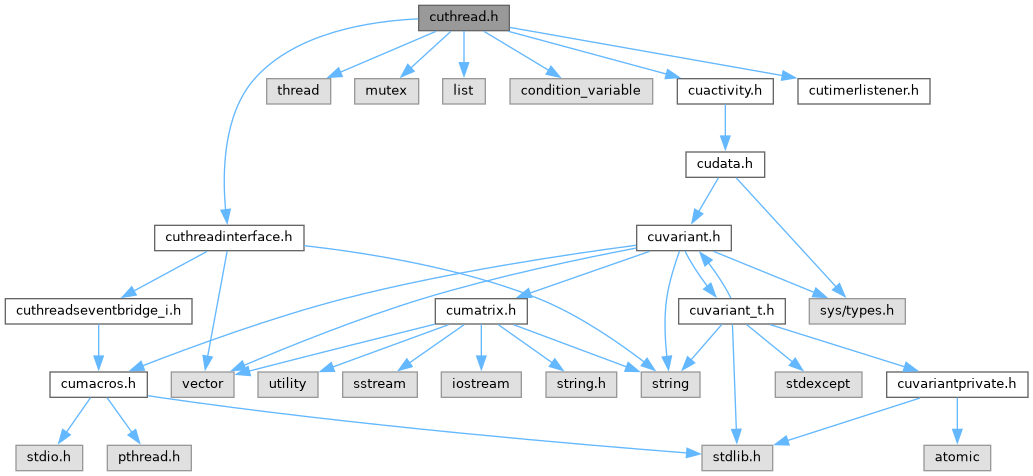 cuthread.h
thread
mutex
list
condition_variable
cuactivity.h
cutimerlistener.h
cudata.h
cuthreadinterface.h
cuvariant.h
cuthreadseventbridge_i.h
cumatrix.h
cuvariant_t.h
sys/types.h
cumacros.h
vector
utility
sstream
iostream
string.h
string
stdexcept
cuvariantprivate.h
stdio.h
pthread.h
stdlib.h
atomic